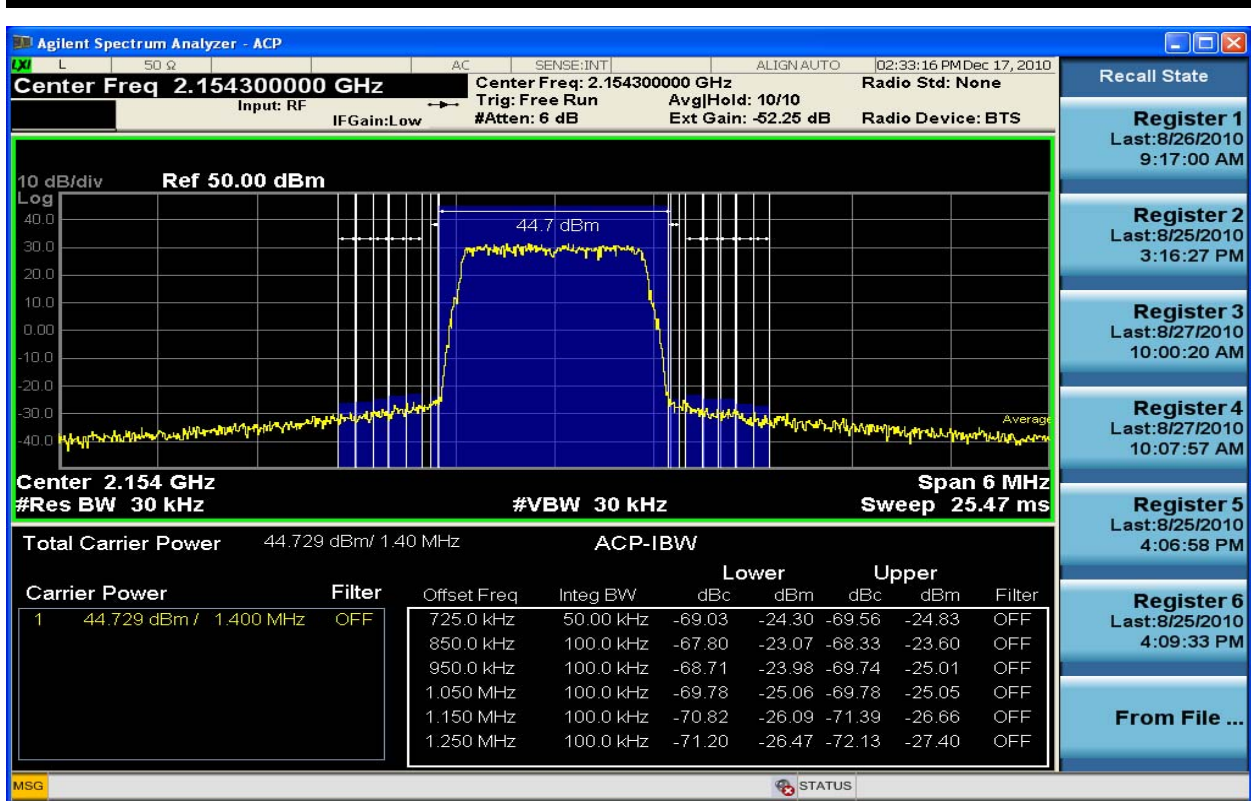 Agilent Spectrum Analyzer - ACP
LXI L 50 Ω AC SENSE:INT ALIGN AUTO 02:33:16 PM Dec 17, 2010
Center Freq 2.154300000 GHz
Input: RF
IFGain:Low
Center Freq: 2.154300000 GHz
Trig: Free Run Avg|Hold: 10/10
#Atten: 6 dB Ext Gain: -52.25 dB
Radio Std: None
Radio Device: BTS
10 dB/div Ref 50.00 dBm
Log
40.0
30.0
20.0
10.0
0.00
-10.0
-20.0
-30.0
-40.0
44.7 dBm
Average
Center 2.154 GHz Span 6 MHz
#Res BW 30 kHz #VBW 30 kHz Sweep 25.47 ms
Total Carrier Power 44.729 dBm/ 1.40 MHz ACP-IBW
Lower Upper
Carrier Power Filter
1 44.729 dBm / 1.400 MHz OFF
Offset Freq Integ BW dBc dBm dBc dBm Filter
725.0 kHz 50.00 kHz -69.03 -24.30 -69.56 -24.83 OFF
850.0 kHz 100.0 kHz -67.80 -23.07 -68.33 -23.60 OFF
950.0 kHz 100.0 kHz -68.71 -23.98 -69.74 -25.01 OFF
1.050 MHz 100.0 kHz -69.78 -25.06 -69.78 -25.05 OFF
1.150 MHz 100.0 kHz -70.82 -26.09 -71.39 -26.66 OFF
1.250 MHz 100.0 kHz -71.20 -26.47 -72.13 -27.40 OFF
MSG STATUS
Recall State
Register 1
Last:8/26/2010
9:17:00 AM
Register 2
Last:8/25/2010
3:16:27 PM
Register 3
Last:8/27/2010
10:00:20 AM
Register 4
Last:8/27/2010
10:07:57 AM
Register 5
Last:8/25/2010
4:06:58 PM
Register 6
Last:8/25/2010
4:09:33 PM
From File ...